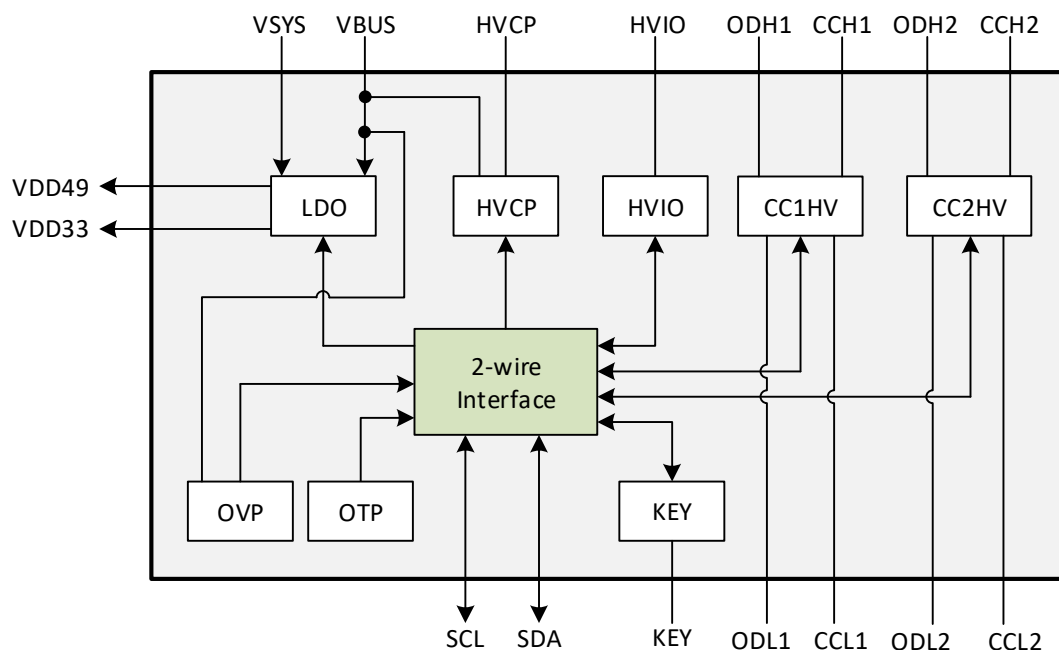 VSYS
VBUS
HVCP
HVIO
ODH1
CCH1
ODH2
CCH2
VDD49
VDD33
LDO
HVCP
HVIO
CC1HV
CC2HV
2-wire
Interface
OVP
OTP
KEY
SCL
SDA
KEY
ODL1
CCL1
ODL2
CCL2